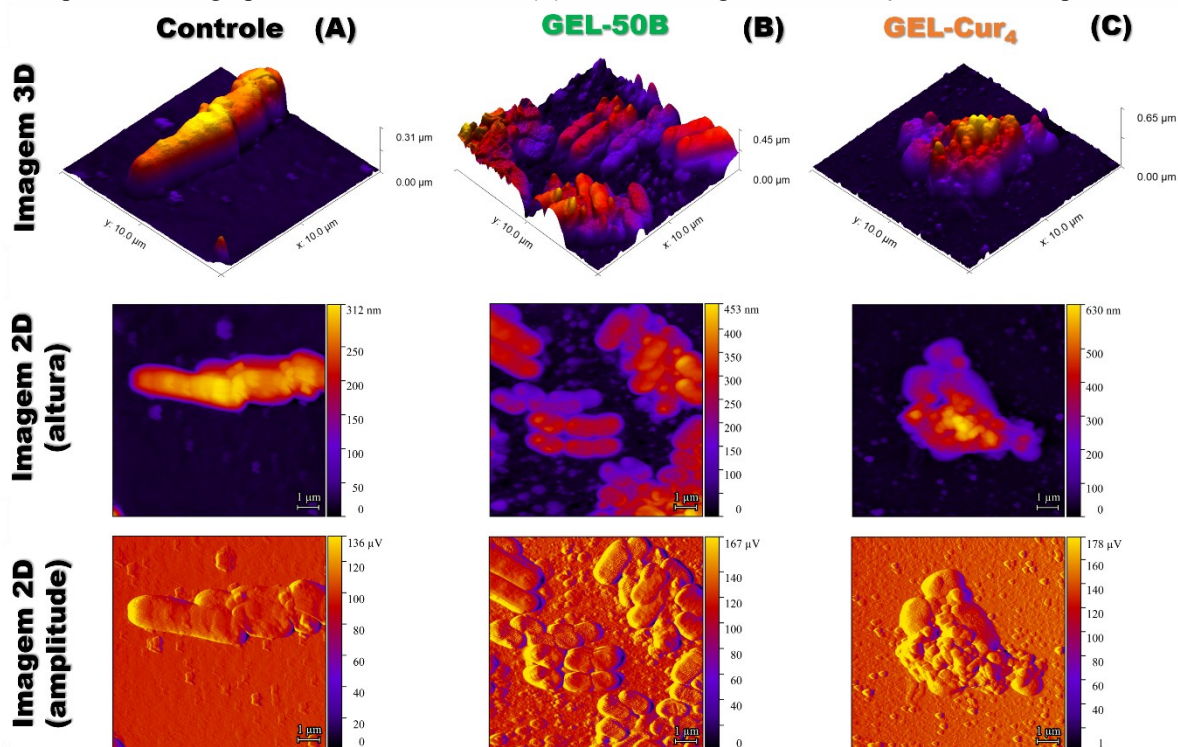 Controle (A) GEL-50B (B) GEL-Cur4 (C)
Imagem 3D
0.31 µm
0.00 µm
y: 10.0 µm
x: 10.0 µm
0.45 µm
0.00 µm
y: 10.0 µm
x: 10.0 µm
0.65 µm
0.00 µm
y: 10.0 µm
x: 10.0 µm
Imagem 2D
(altura)
312 nm
250
200
150
100
50
0
1 µm
453 nm
400
350
300
250
200
150
100
50
0
1 µm
630 nm
500
400
300
200
100
0
1 µm
Imagem 2D
(amplitude)
136 µV
120
100
80
60
40
20
0
1 µm
167 µV
140
120
100
80
60
40
20
0
1 µm
178 µV
160
140
120
100
80
60
40
1
1 µm